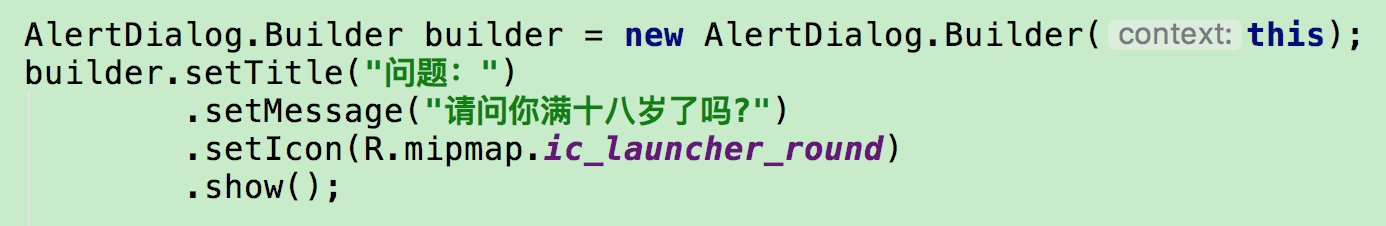 AlertDialog.Builder builder = new AlertDialog.Builder( context: this);
builder.setTitle("问题：")
.setMessage("请问你满十八岁了吗?")
.setIcon(R.mipmap.ic_launcher_round)
.show();